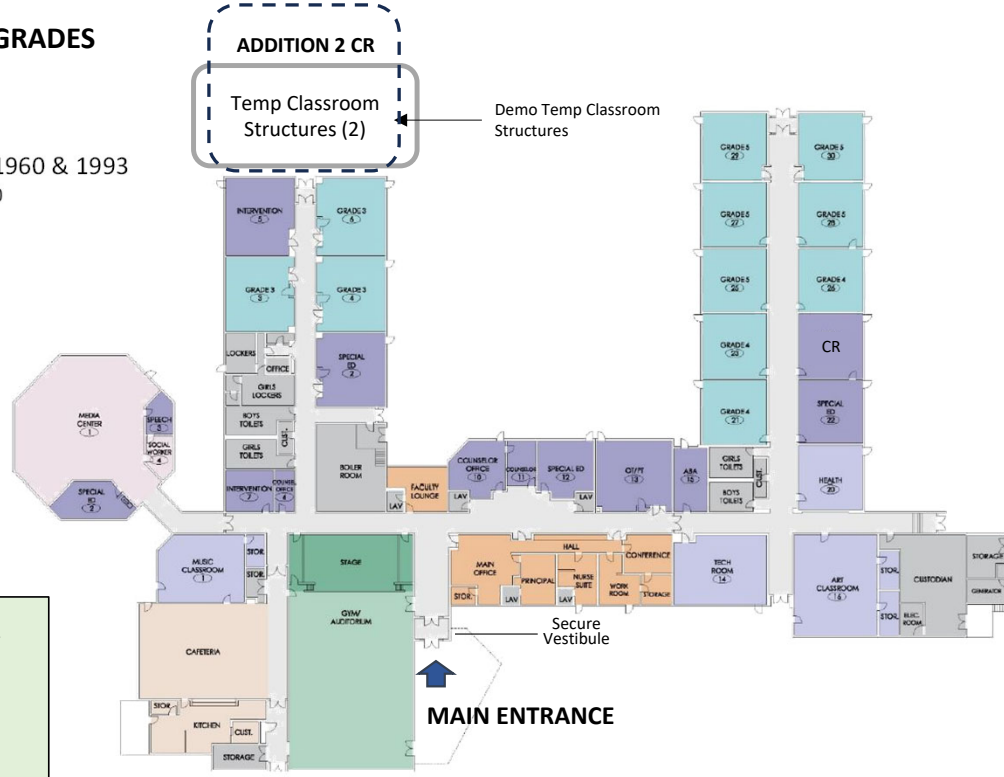 GRADES
1960 & 1993
ADDITION 2 CR
Temp Classroom
Structures (2)
Demo Temp Classroom
Structures
INTERVENTION
5
GRADE 3
6
GRADE 3
3
GRADE 3
4
SPECIAL
ED
2
LOCKERS
OFFICE
GIRLS
LOCKERS
BOYS
TOILETS
GIRLS
TOILETS
CUST.
INTERVENTION
7
BOILER
ROOM
LAV
FACULTY
LOUNGE
MEDIA
CENTER
1
SPEECH
3
SOCIAL
WORKER
4
SPECIAL
ED
2
COUNSELOR
OFFICE
10
LAV
COUNSELOR
11
SPECIAL ED
12
LAV
OT/PT
13
ABA
15
GIRLS
TOILETS
BOYS
TOILETS
CUST.
GRADE 5
29
GRADE 5
30
GRADE 5
27
GRADE 5
28
GRADE 5
25
GRADE 4
26
GRADE 4
23
CR
GRADE 4
21
SPECIAL
ED
22
HEALTH
20
MUSIC
CLASSROOM
1
STOR.
STOR.
STAGE
GYM/
AUDITORIUM
CAFETERIA
STOR.
KITCHEN
CUST.
STORAGE
MAIN
OFFICE
STOR.
LAV
HALL
PRINCIPAL
NURSE
SUITE
LAV
WORK
ROOM
CONFERENCE
STORAGE
TECH
ROOM
14
ART
CLASSROOM
16
STOR.
STOR.
ELEC.
ROOM
CUSTODIAN
STORAGE
GENERATOR
Secure
Vestibule
MAIN ENTRANCE